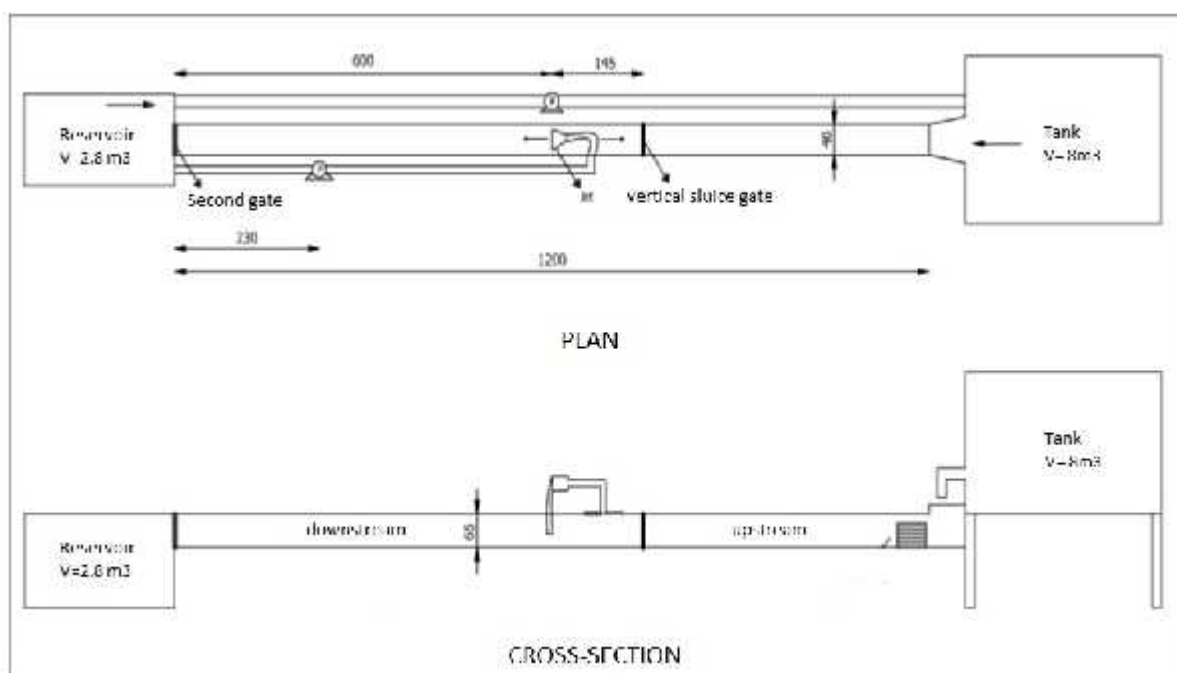 600
145
Reservoir
V=2.8 m3
40
Tank
V=8m3
Second gate
Jet
vertical sluice gate
230
1200
PLAN
Tank
V=8m3
downstream
65
upstream
Reservoir
V=2.8 m3
CROSS-SECTION